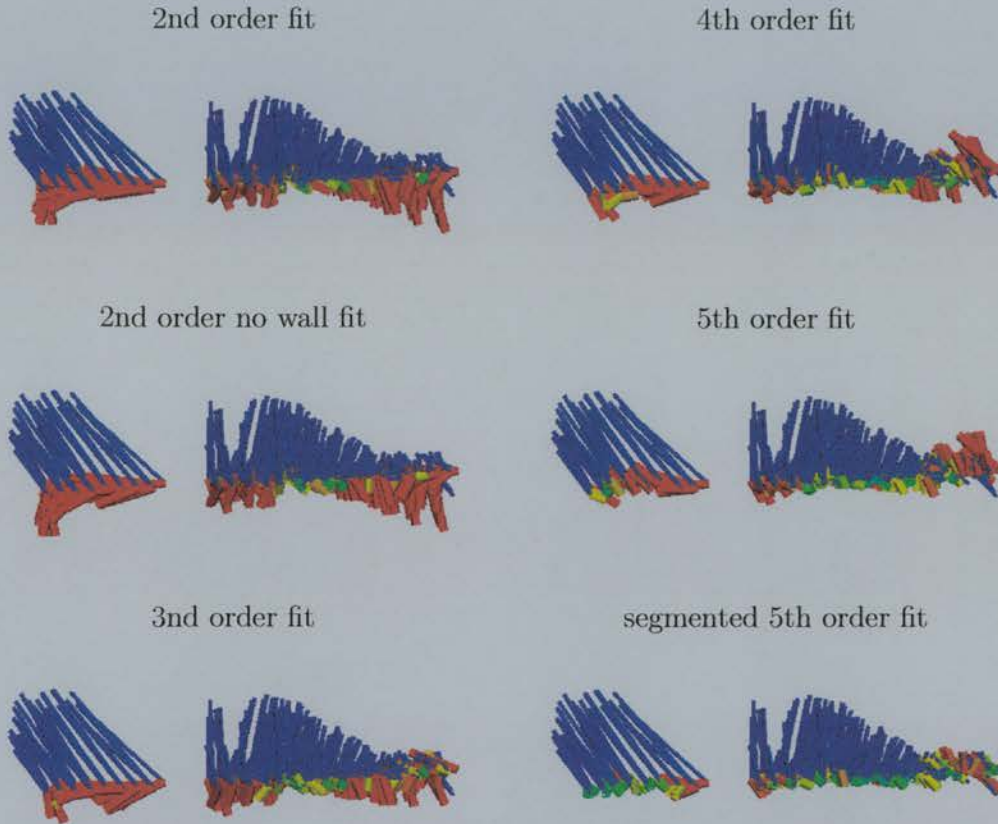 2nd order fit
4th order fit
2nd order no wall fit
5th order fit
3nd order fit
segmented 5th order fit